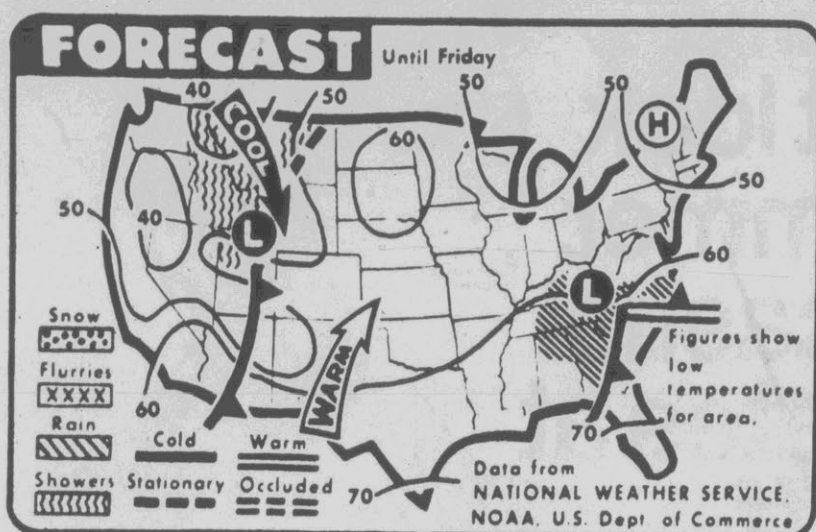 FORECAST Until Friday
40 50 50 50 50
COOL H
60
50 40 L 50
60
L
Snow
Flurries
XXXX
60
Rain
Showers
Cold Warm
Stationary Occluded
WARM
Figures show
low
temperatures
for area.
70
70
Data from
NATIONAL WEATHER SERVICE,
NOAA, U.S. Dept. of Commerce